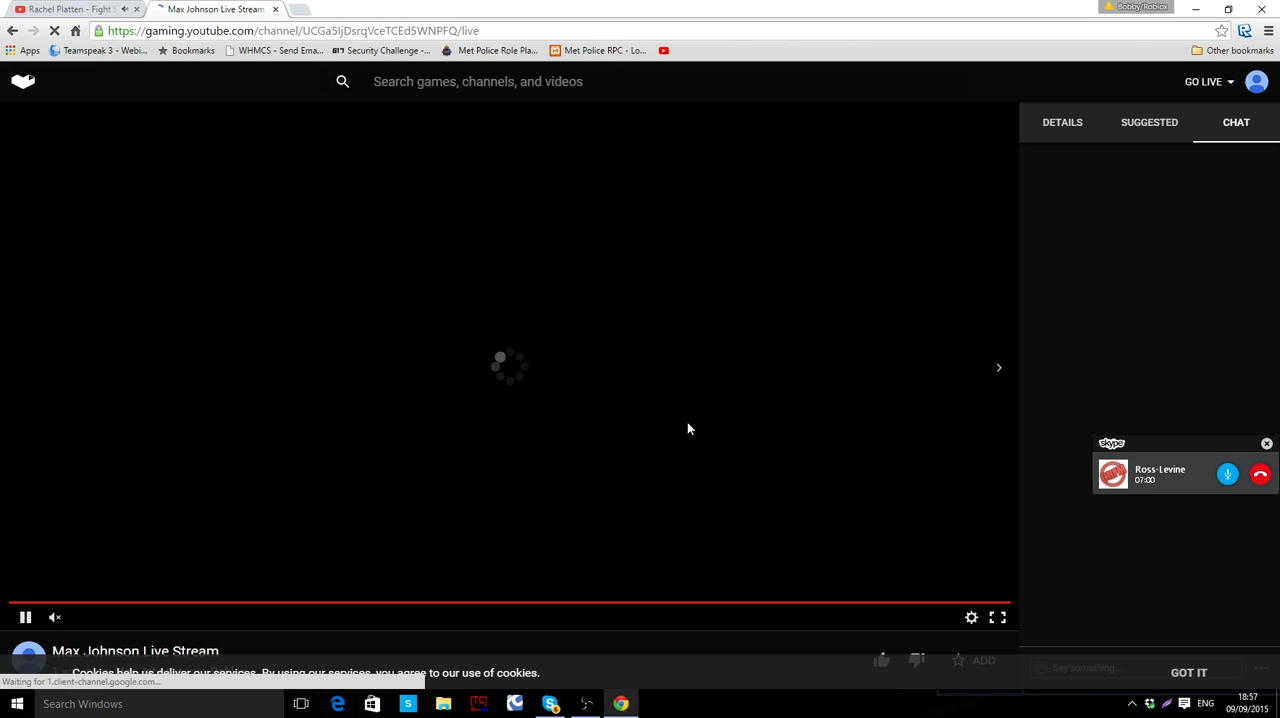 Rachel Platten - Fight S
Max Johnson Live Stream
Bobby/Roblox
https://gaming.youtube.com/channel/UCGa5IjDsrqVceTCEd5WNPFQ/live
Apps
Teamspeak 3 - Webi...
Bookmarks
WHMCS - Send Ema...
Security Challenge -...
Met Police Role Pla...
Met Police RPC - Lo...
Other bookmarks
Search games, channels, and videos
GO LIVE
DETAILS
SUGGESTED
CHAT
skype
Ross-Levine
07:00
Max Johnson Live Stream
ADD
Say something...
Cookies help us deliver our services. By using our services, you agree to our use of cookies.
GOT IT
Waiting for 1.client-channel.google.com...
Search Windows
ENG
18:57
09/09/2015